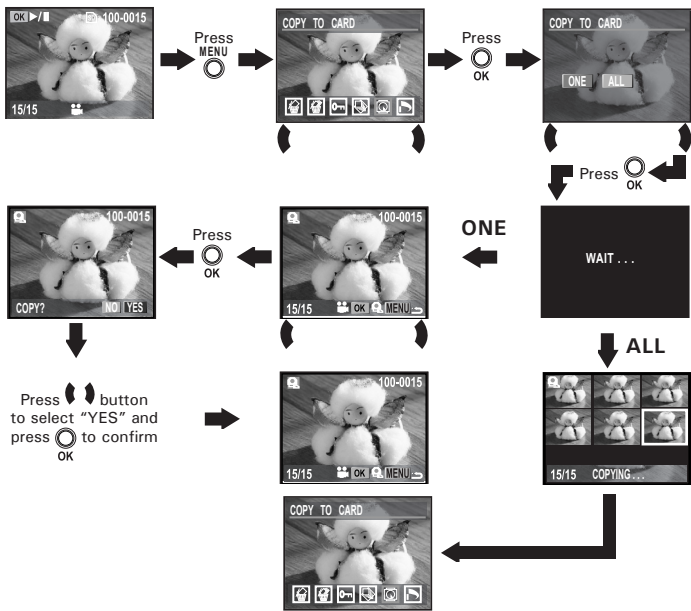 OK 100-0015
15/15
Press
MENU
COPY TO CARD
Press
OK
COPY TO CARD
ONE ALL
Press
OK
WAIT . . .
ONE
100-0015
15/15 OK MENU
Press
OK
100-0015
COPY? NO YES
Press button
to select “YES” and
press to confirm
OK
100-0015
15/15 OK MENU
ALL
15/15 COPYING . . .
COPY TO CARD